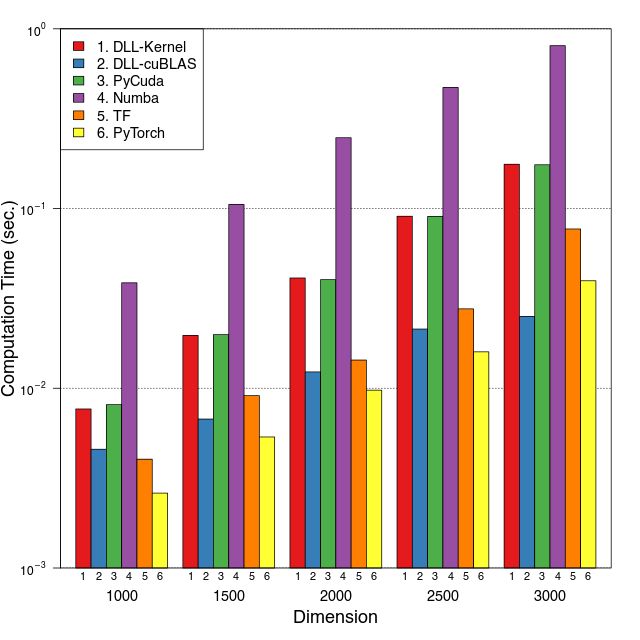 10⁰
1. DLL-Kernel
2. DLL-cuBLAS
3. PyCuda
4. Numba
5. TF
6. PyTorch
10⁻¹
10⁻²
10⁻³
Computation Time (sec.)
1 2 3 4 5 6 1 2 3 4 5 6 1 2 3 4 5 6 1 2 3 4 5 6 1 2 3 4 5 6
1000 1500 2000 2500 3000
Dimension